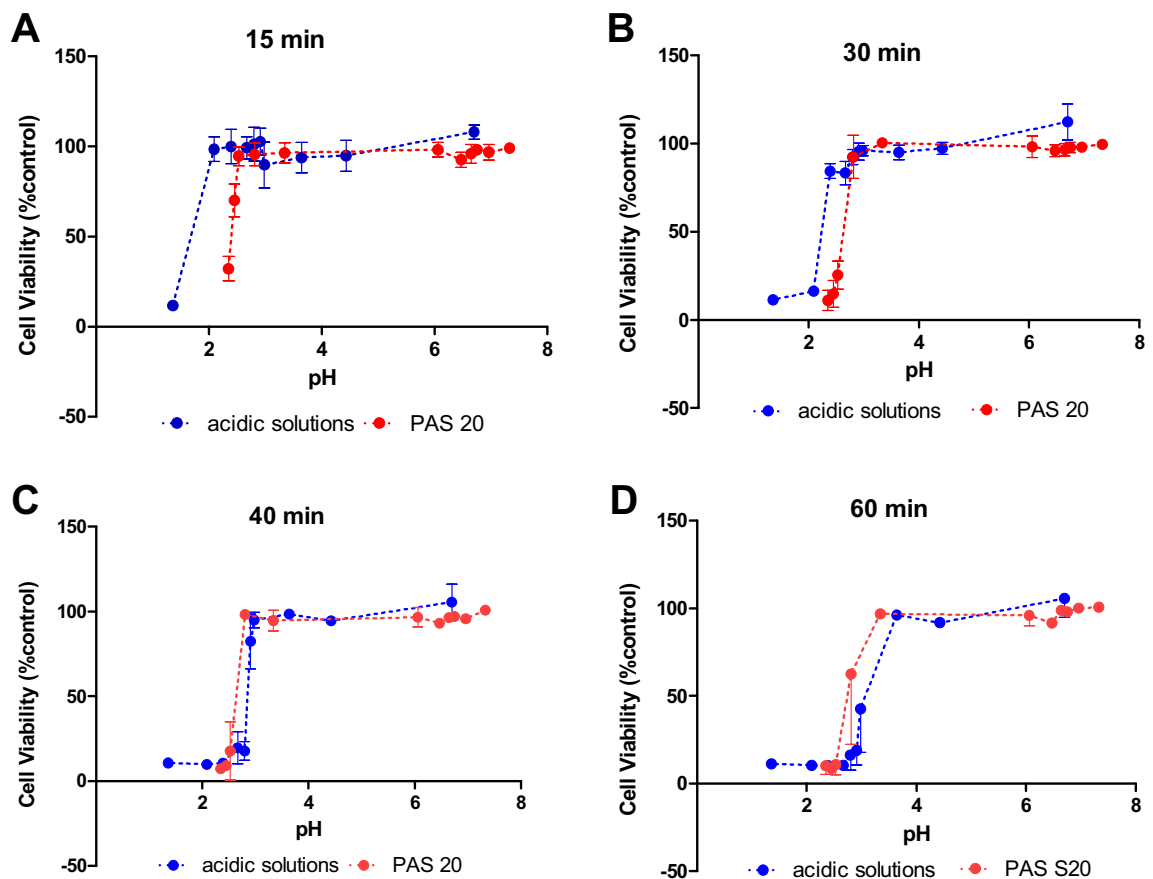 A
15 min
Cell Viability (%control)
150
100
50
0
-50
2
4
6
8
pH
acidic solutions
PAS 20
B
30 min
Cell Viability (%control)
150
100
50
0
-50
2
4
6
8
pH
acidic solutions
PAS 20
C
40 min
Cell Viability (%control)
150
100
50
0
-50
2
4
6
8
pH
acidic solutions
PAS 20
D
60 min
Cell Viability (%control)
150
100
50
0
-50
2
4
6
8
pH
acidic solutions
PAS S20